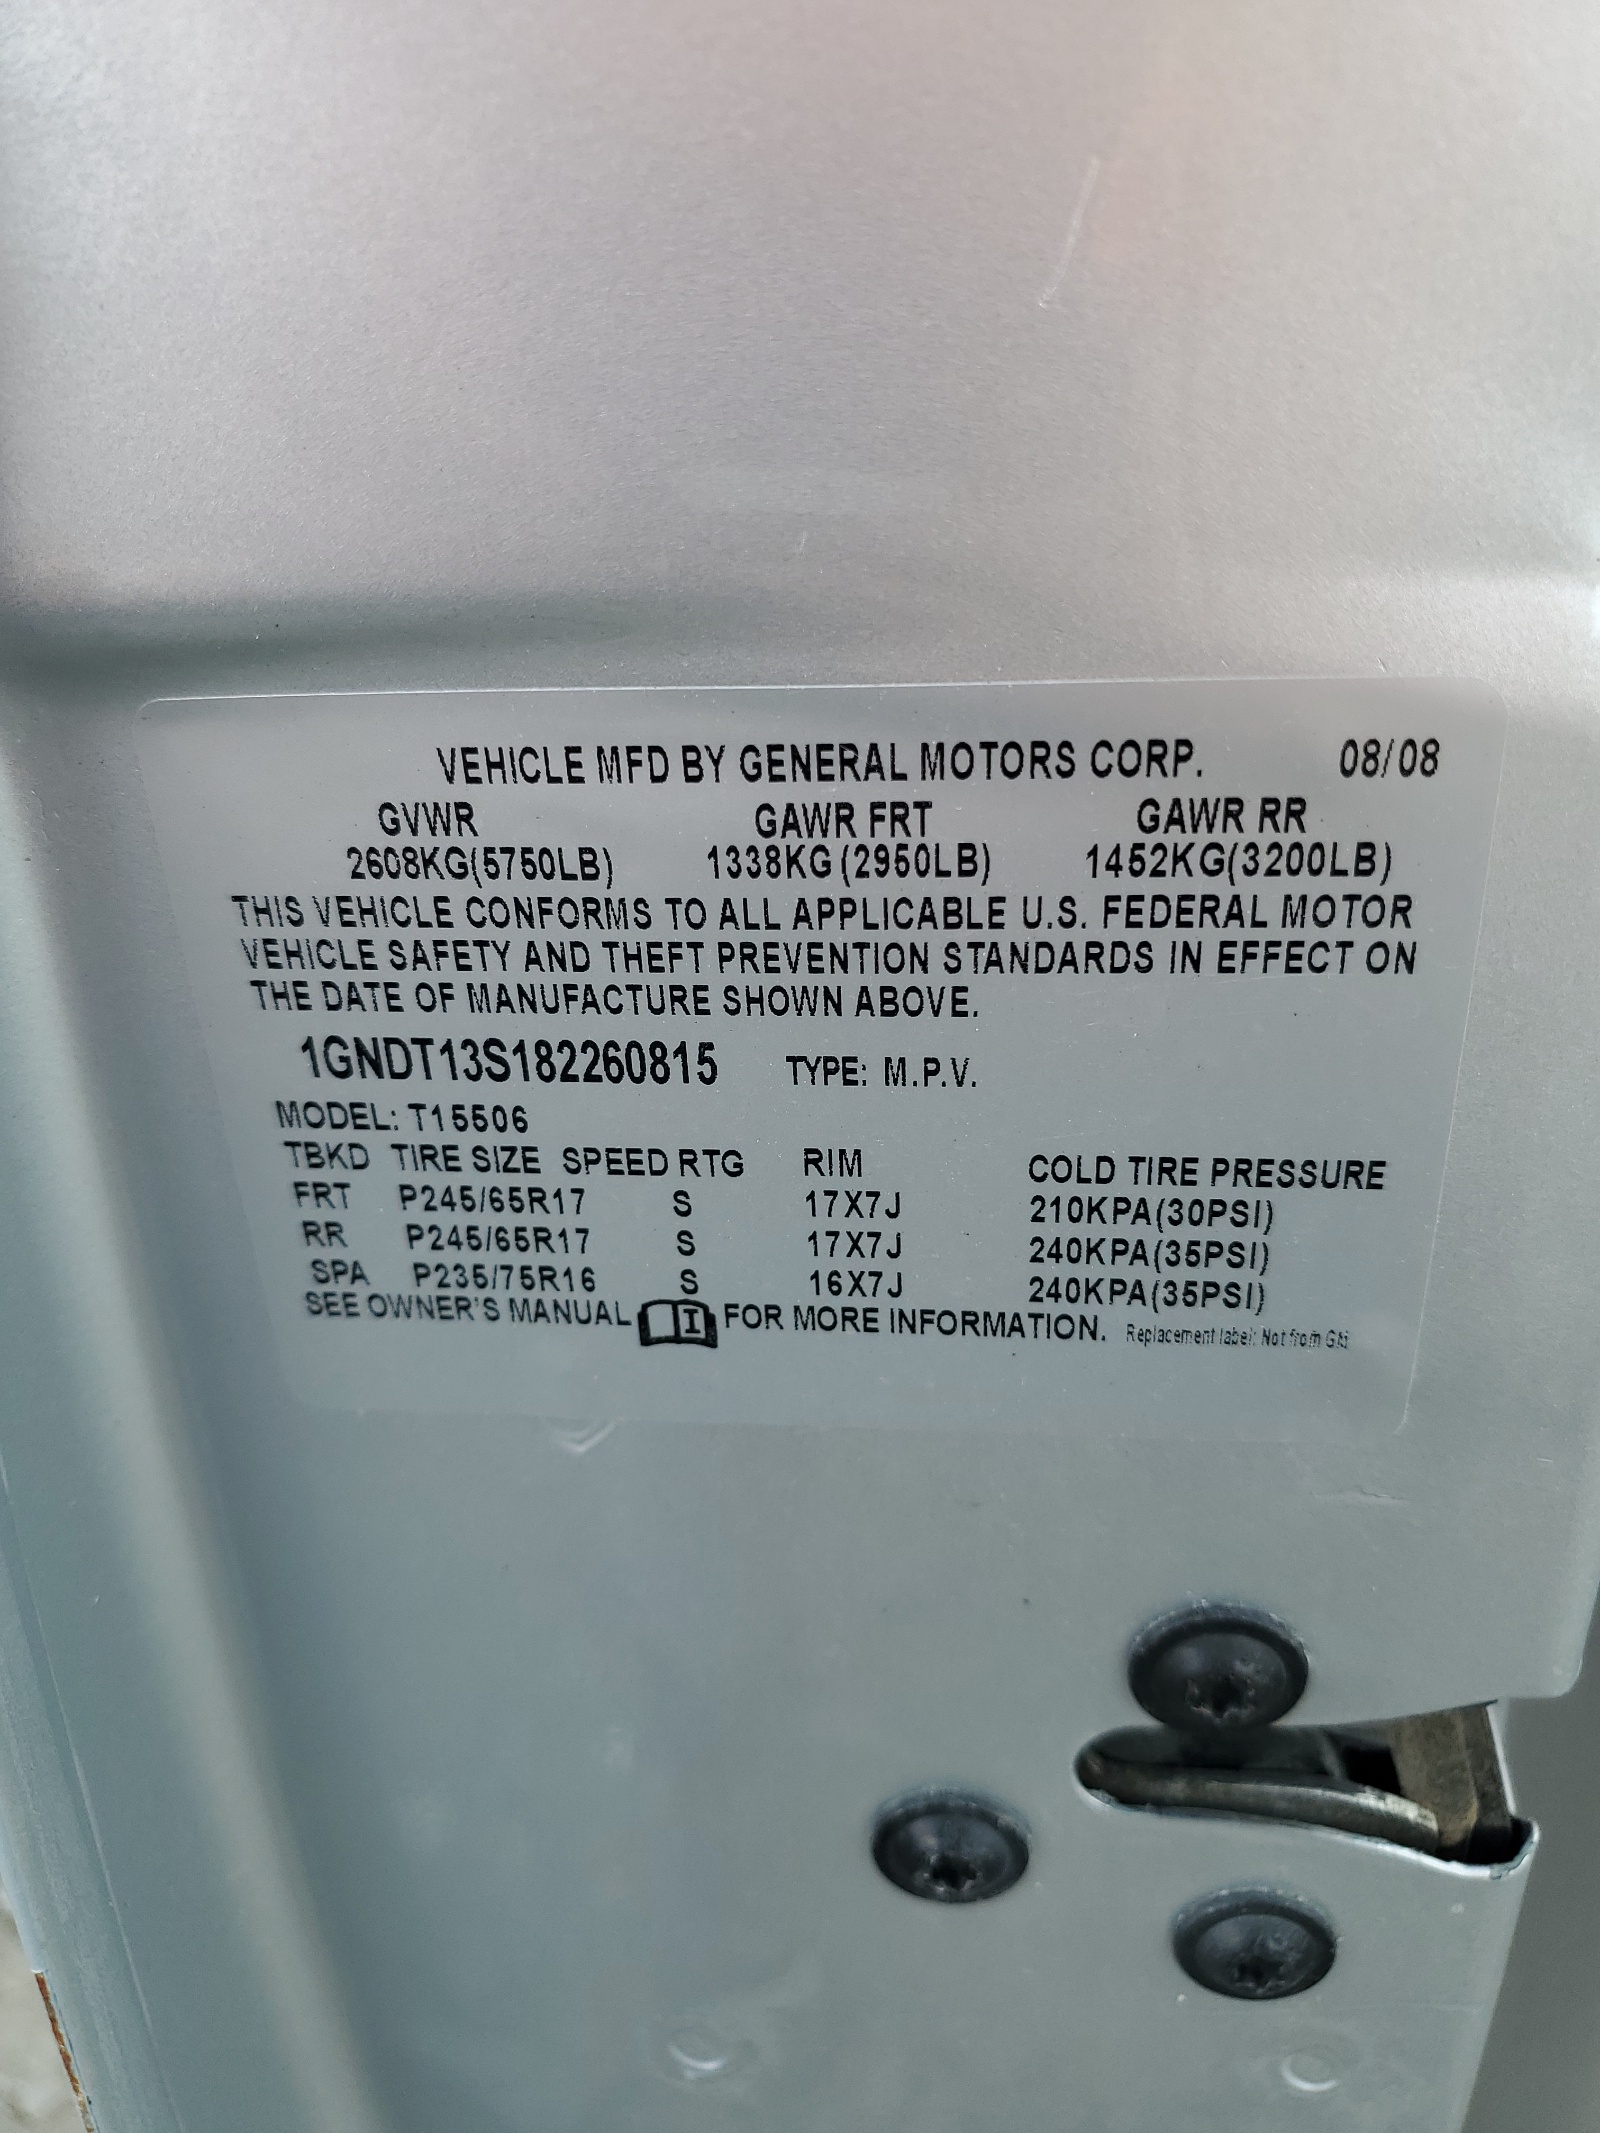 VEHICLE MFD BY GENERAL MOTORS CORP. 08/08
GVWR GAWR FRT GAWR RR
2608KG(5750LB) 1338KG(2950LB) 1452KG(3200LB)
THIS VEHICLE CONFORMS TO ALL APPLICABLE U.S. FEDERAL MOTOR
VEHICLE SAFETY AND THEFT PREVENTION STANDARDS IN EFFECT ON
THE DATE OF MANUFACTURE SHOWN ABOVE.
1GNDT13S182260815 TYPE: M.P.V.
MODEL: T15506
TBKD TIRE SIZE SPEED RTG RIM COLD TIRE PRESSURE
FRT P245/65R17 S 17X7J 210KPA(30PSI)
RR P245/65R17 S 17X7J 240KPA(35PSI)
SPA P235/75R16 S 16X7J 240KPA(35PSI)
SEE OWNER'S MANUAL FOR MORE INFORMATION. Replacement label: Not from GM